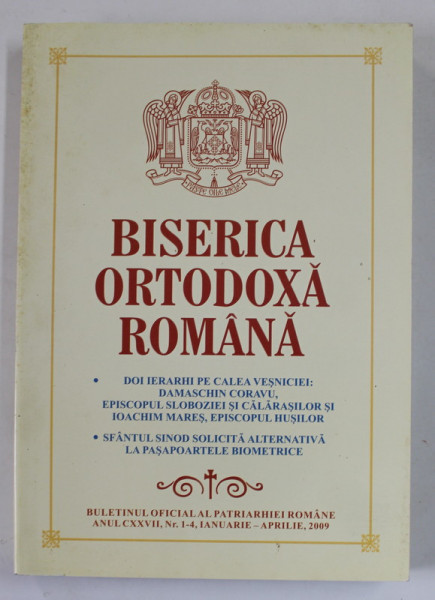 BISERICA
ORTODOXĂ
ROMÂNĂ
• DOI IERARHI PE CALEA VEȘNICIEI:
DAMASCHIN CORAVU,
EPISCOPUL SLOBOZIEI ȘI CĂLĂRAȘILOR ȘI
IOACHIM MAREȘ, EPISCOPUL HUȘILOR
• SFÂNTUL SINOD SOLICITĂ ALTERNATIVĂ
LA PAȘAPOARTELE BIOMETRICE
BULETINUL OFICIAL AL PATRIARHIEI ROMÂNE
ANUL CXXVII, Nr. 1-4, IANUARIE – APRILIE, 2009